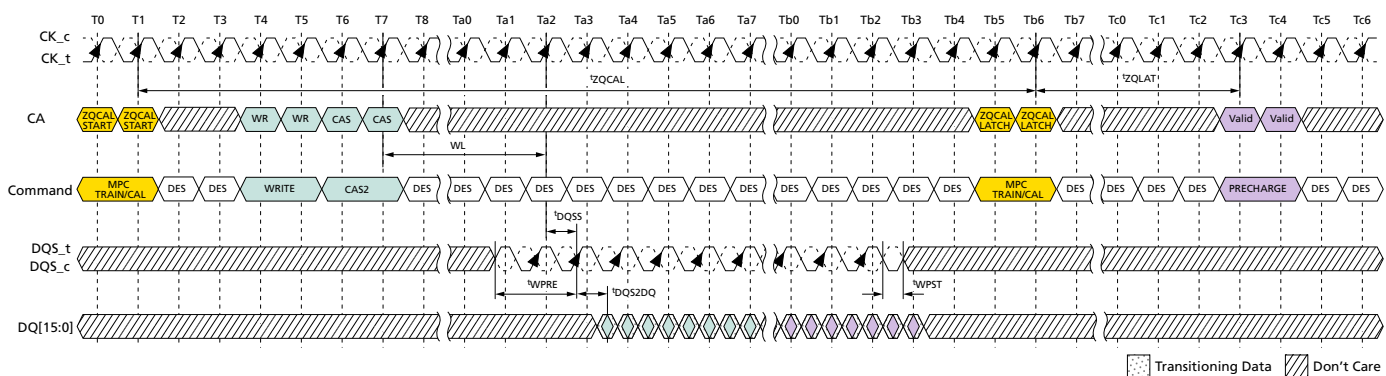 T0 T1 T2 T3 T4 T5 T6 T7 T8 Ta0 Ta1 Ta2 Ta3 Ta4 Ta5 Ta6 Ta7 Tb0 Tb1 Tb2 Tb3 Tb4 Tb5 Tb6 Tb7 Tc0 Tc1 Tc2 Tc3 Tc4 Tc5 Tc6
CK_c
CK_t
tZQCAL tZQLAT
CA ZQCAL START ZQCAL START WR WR CAS CAS ZQCAL LATCH ZQCAL LATCH Valid Valid
WL
Command MPC TRAIN/CAL DES DES WRITE CAS2 DES DES DES DES DES DES DES DES DES DES DES DES DES DES MPC TRAIN/CAL DES DES DES DES PRECHARGE DES DES
tDQSS
DQS_t
DQS_c
tWPRE tDQS2DQ tWPST
DQ[15:0]
Transitioning Data Don't Care